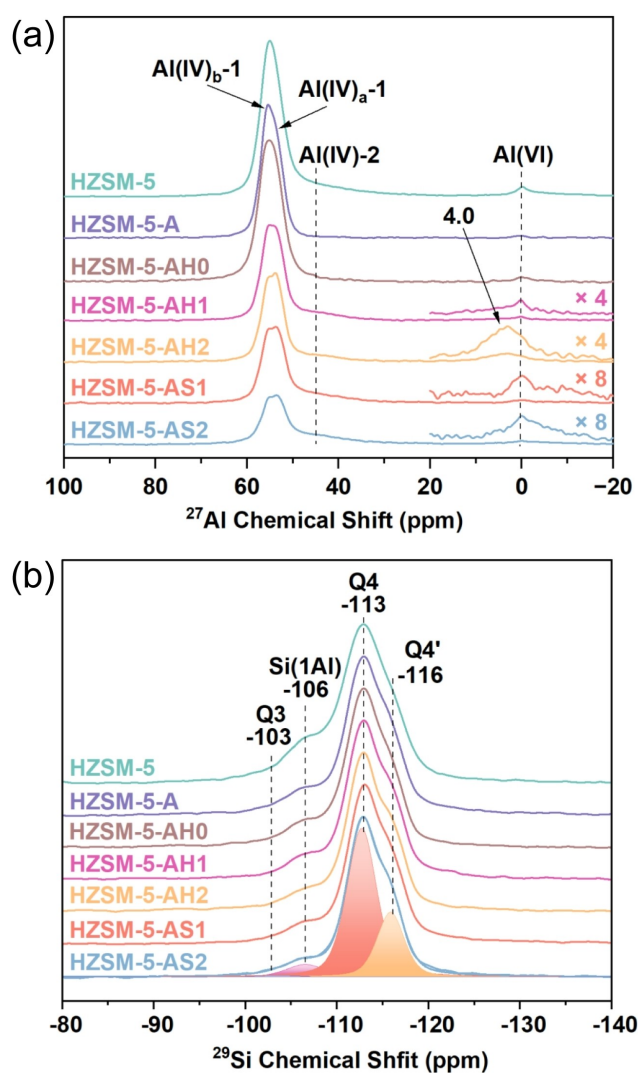 (a)
Al(IV)b-1
Al(IV)a-1
Al(IV)-2
Al(VI)
HZSM-5
4.0
HZSM-5-A
HZSM-5-AH0
HZSM-5-AH1
× 4
HZSM-5-AH2
× 4
HZSM-5-AS1
× 8
HZSM-5-AS2
× 8
100 80 60 40 20 0 −20
27Al Chemical Shift (ppm)
(b)
Q4
-113
Q4'
-116
Si(1Al)
-106
Q3
-103
HZSM-5
HZSM-5-A
HZSM-5-AH0
HZSM-5-AH1
HZSM-5-AH2
HZSM-5-AS1
HZSM-5-AS2
-80 -90 -100 -110 -120 -130 -140
29Si Chemical Shfit (ppm)